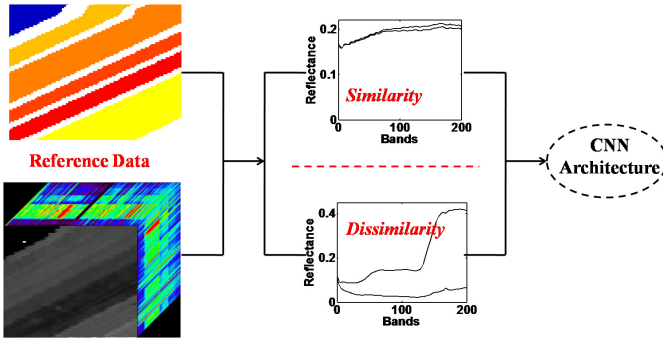 Reference Data
0.2
0.1
0
Reflectance
Similarity
0 100 200
Bands
0.4
0.2
0
Reflectance
Dissimilarity
0 100 200
Bands
CNN
Architecture